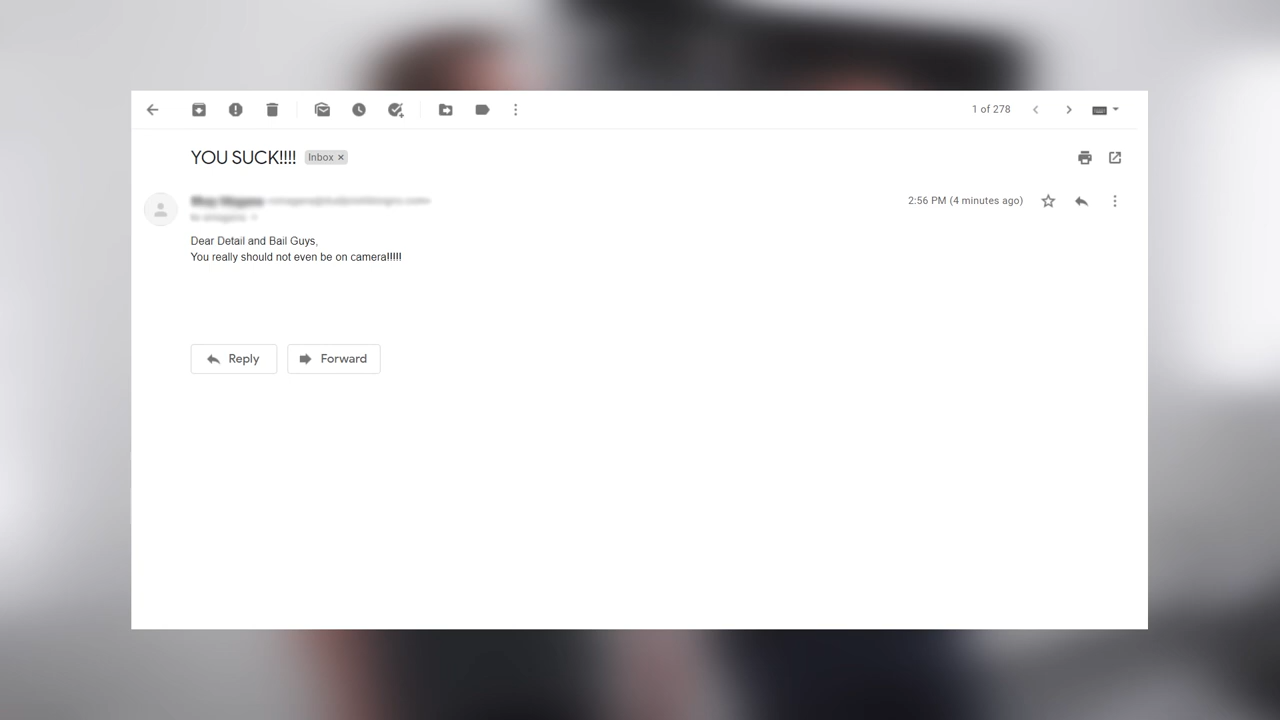 1 of 278
YOU SUCK!!!! Inbox ×
2:56 PM (4 minutes ago)
Dear Detail and Bail Guys,
You really should not even be on camera!!!!!
Reply Forward